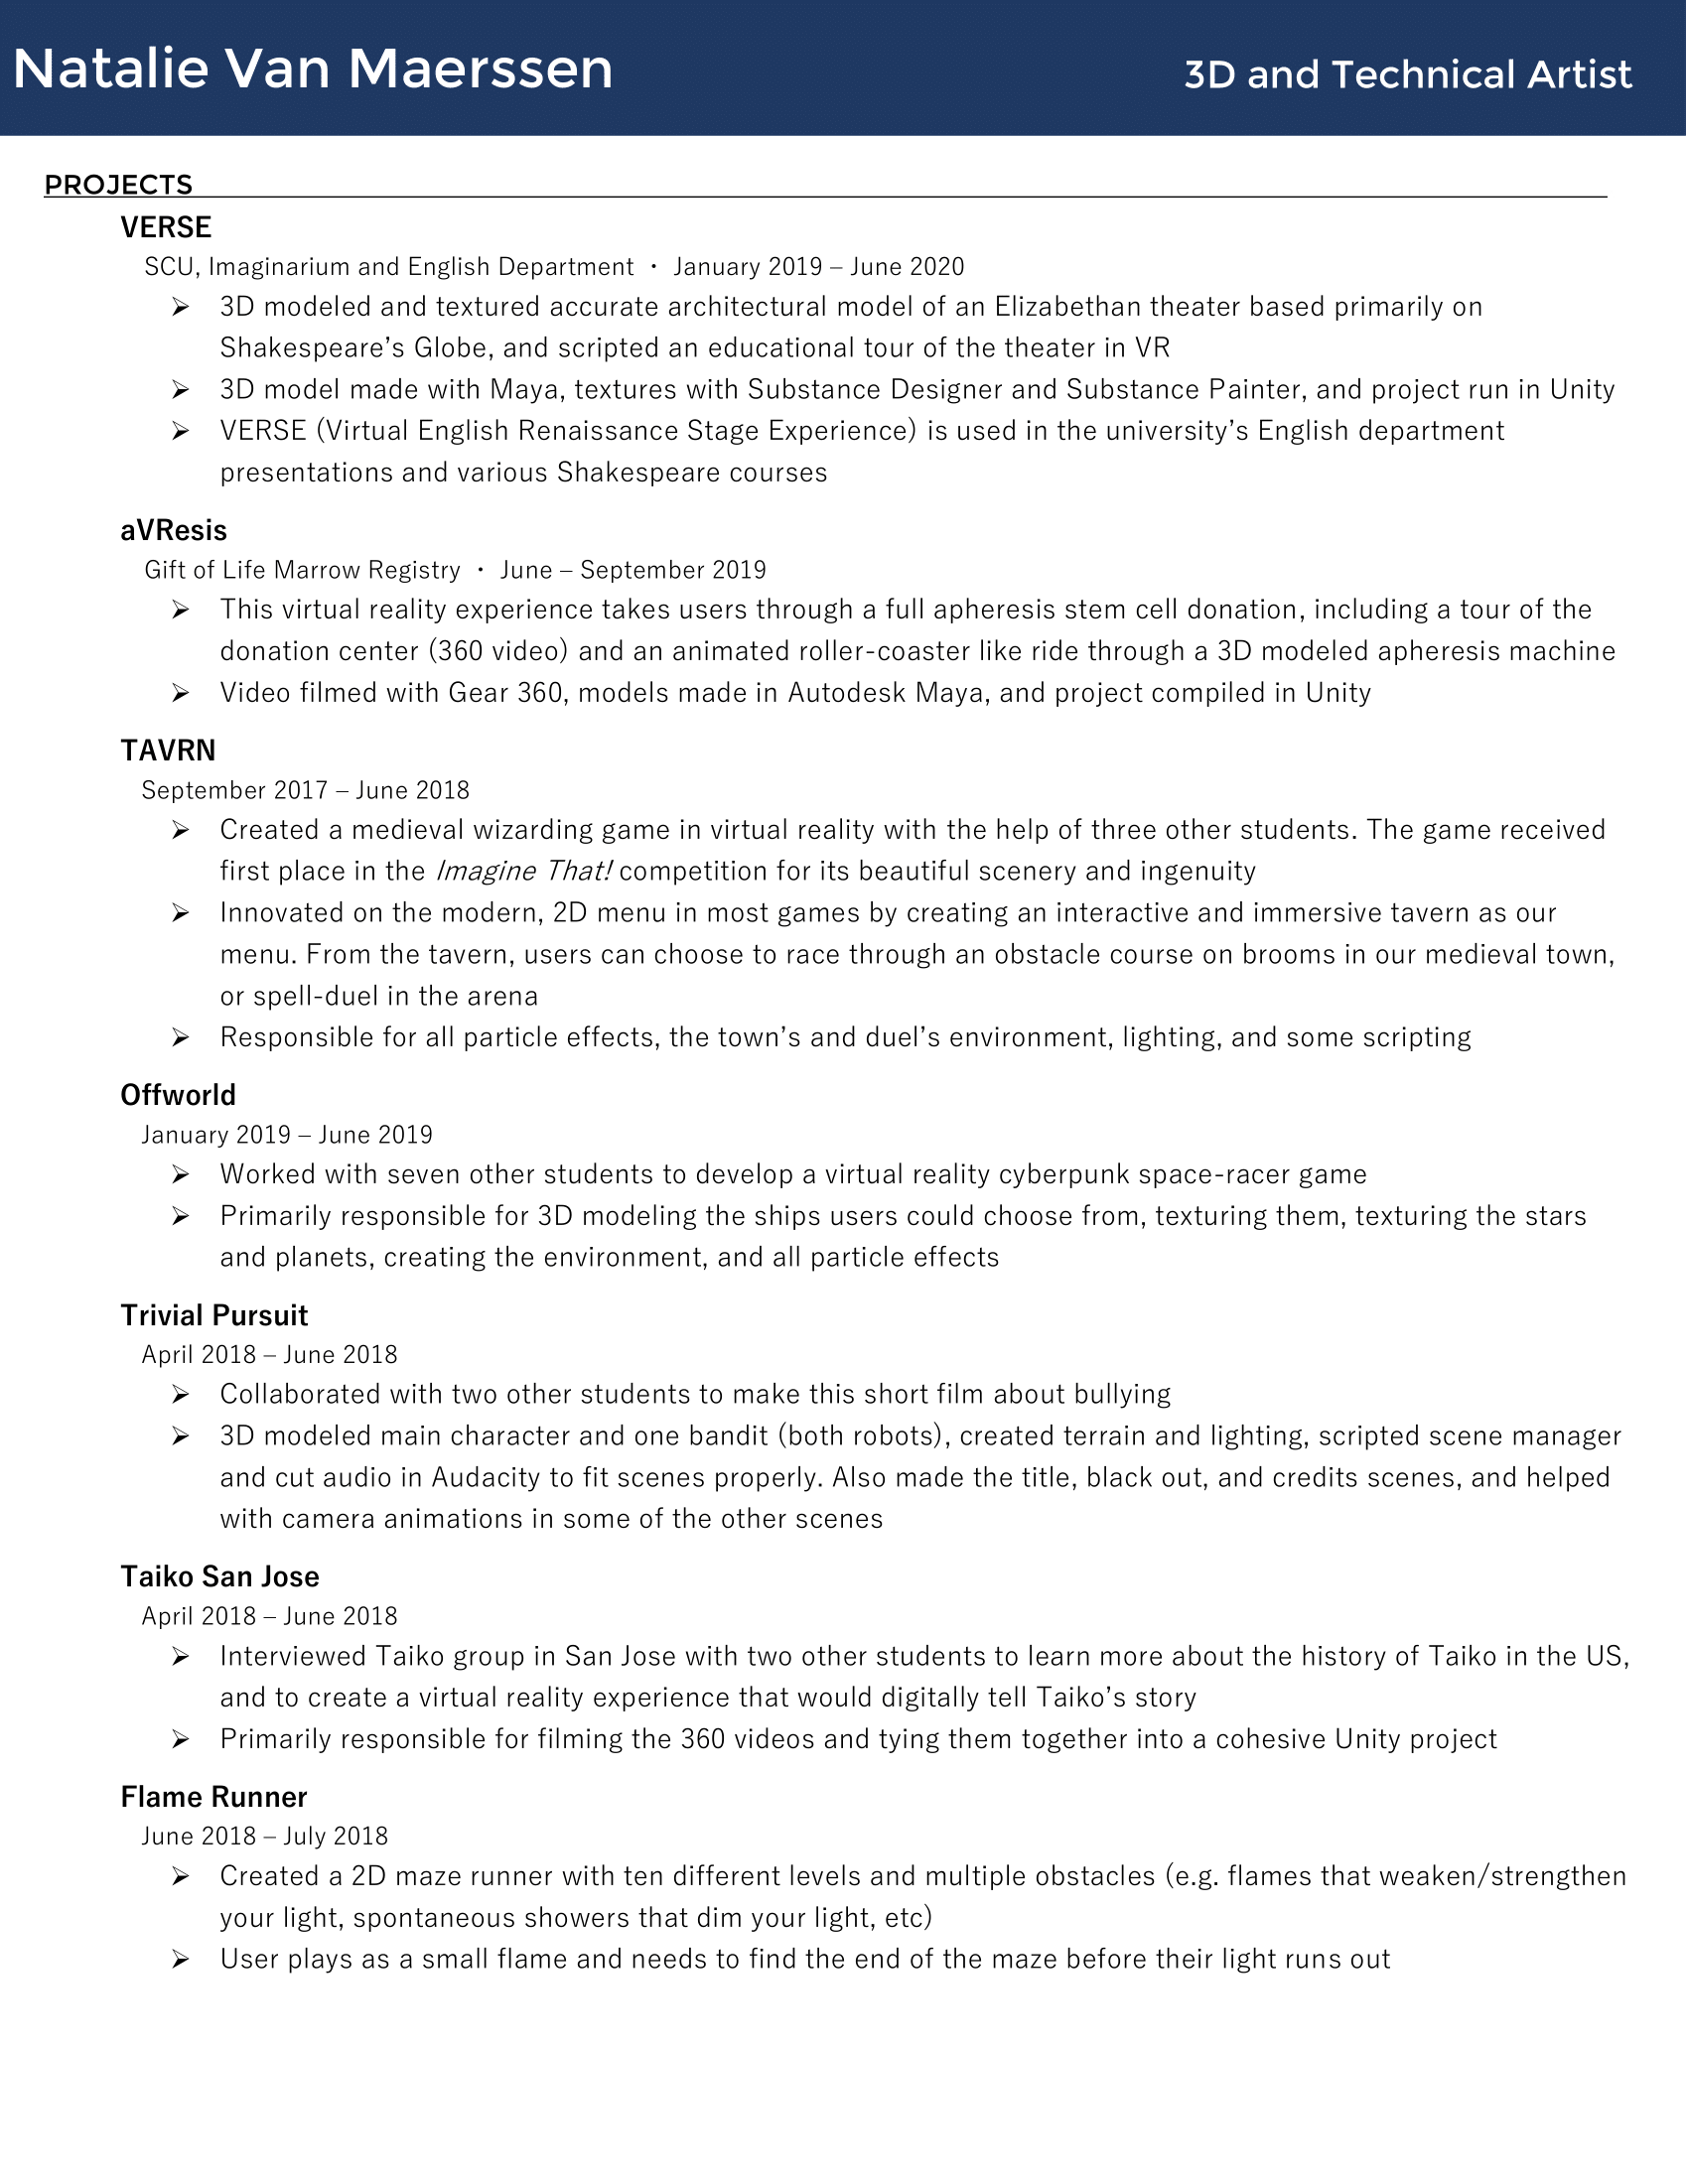 Natalie Van Maerssen 3D and Technical Artist
PROJECTS
VERSE
SCU, Imaginarium and English Department · January 2019 – June 2020
➢ 3D modeled and textured accurate architectural model of an Elizabethan theater based primarily on
Shakespeare’s Globe, and scripted an educational tour of the theater in VR
➢ 3D model made with Maya, textures with Substance Designer and Substance Painter, and project run in Unity
➢ VERSE (Virtual English Renaissance Stage Experience) is used in the university’s English department
presentations and various Shakespeare courses
aVResis
Gift of Life Marrow Registry · June – September 2019
➢ This virtual reality experience takes users through a full apheresis stem cell donation, including a tour of the
donation center (360 video) and an animated roller-coaster like ride through a 3D modeled apheresis machine
➢ Video filmed with Gear 360, models made in Autodesk Maya, and project compiled in Unity
TAVRN
September 2017 – June 2018
➢ Created a medieval wizarding game in virtual reality with the help of three other students. The game received
first place in the Imagine That! competition for its beautiful scenery and ingenuity
➢ Innovated on the modern, 2D menu in most games by creating an interactive and immersive tavern as our
menu. From the tavern, users can choose to race through an obstacle course on brooms in our medieval town,
or spell-duel in the arena
➢ Responsible for all particle effects, the town’s and duel’s environment, lighting, and some scripting
Offworld
January 2019 – June 2019
➢ Worked with seven other students to develop a virtual reality cyberpunk space-racer game
➢ Primarily responsible for 3D modeling the ships users could choose from, texturing them, texturing the stars
and planets, creating the environment, and all particle effects
Trivial Pursuit
April 2018 – June 2018
➢ Collaborated with two other students to make this short film about bullying
➢ 3D modeled main character and one bandit (both robots), created terrain and lighting, scripted scene manager
and cut audio in Audacity to fit scenes properly. Also made the title, black out, and credits scenes, and helped
with camera animations in some of the other scenes
Taiko San Jose
April 2018 – June 2018
➢ Interviewed Taiko group in San Jose with two other students to learn more about the history of Taiko in the US,
and to create a virtual reality experience that would digitally tell Taiko’s story
➢ Primarily responsible for filming the 360 videos and tying them together into a cohesive Unity project
Flame Runner
June 2018 – July 2018
➢ Created a 2D maze runner with ten different levels and multiple obstacles (e.g. flames that weaken/strengthen
your light, spontaneous showers that dim your light, etc)
➢ User plays as a small flame and needs to find the end of the maze before their light runs out